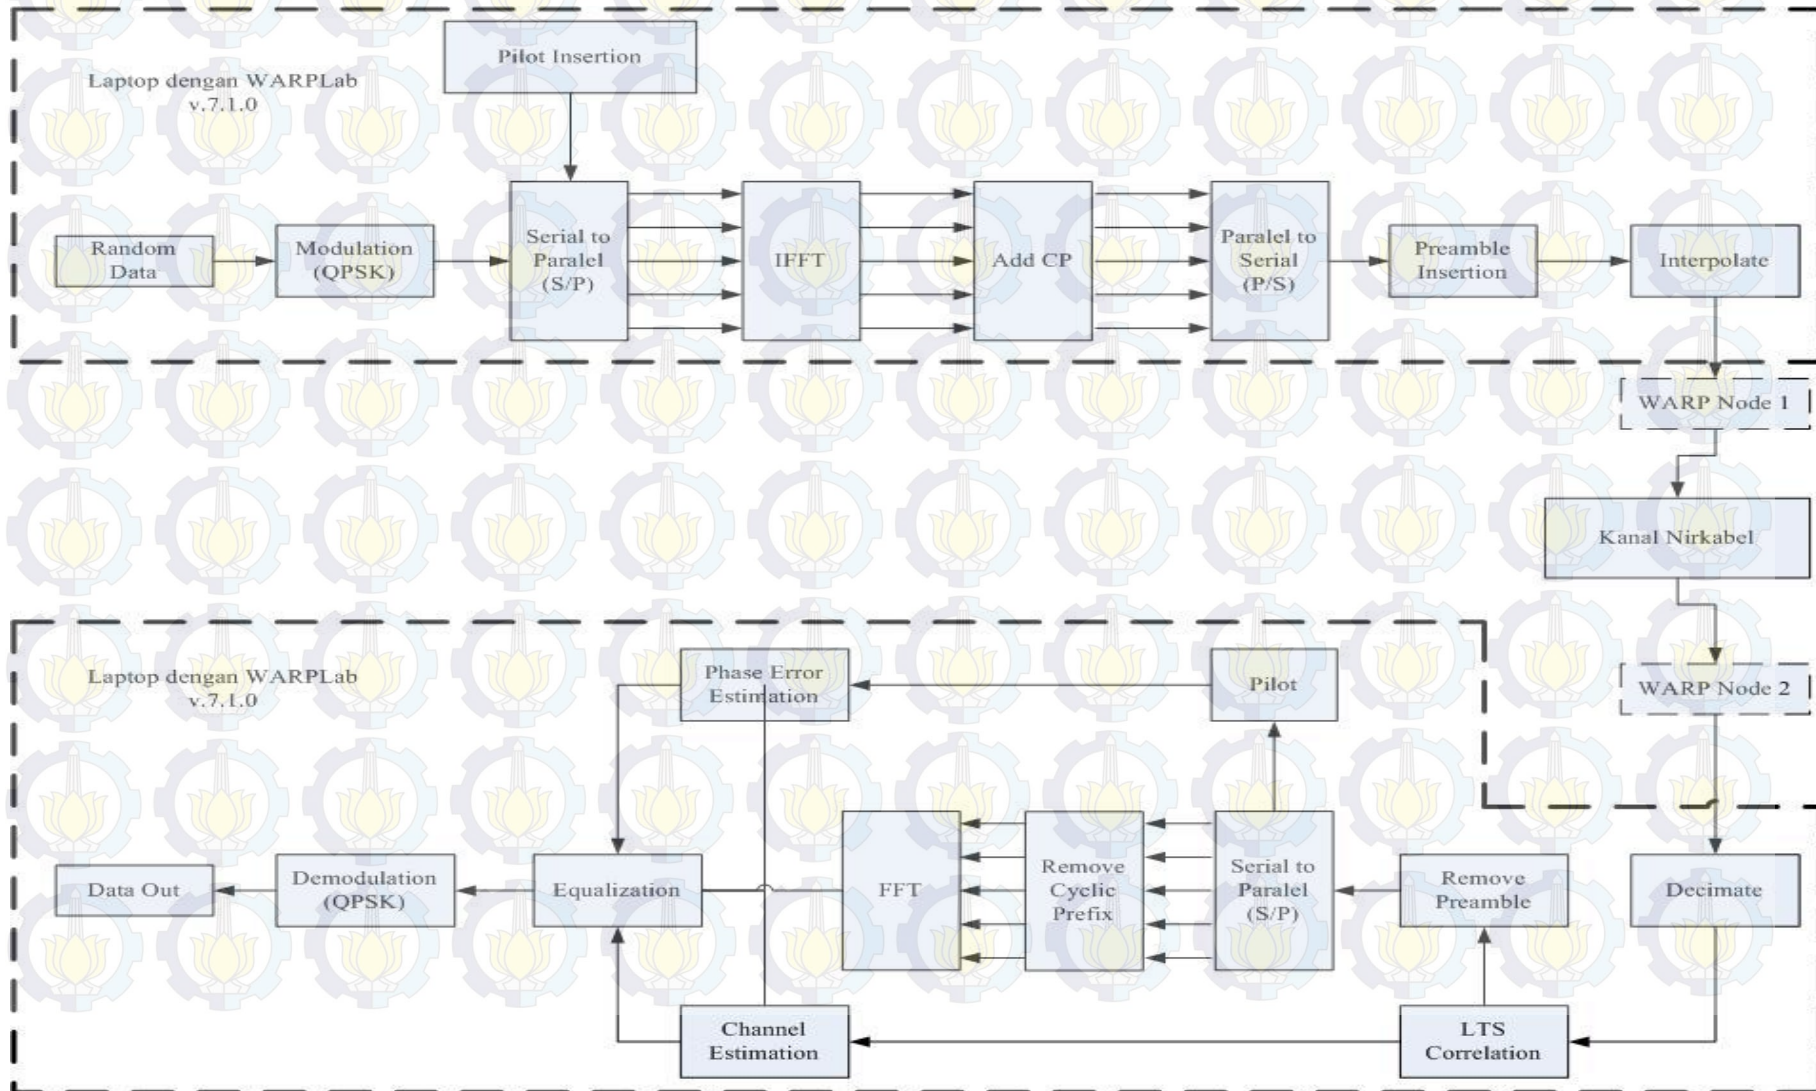 Pilot Insertion
Laptop dengan WARPLab
v.7.1.0
Random
Data
Modulation
(QPSK)
Serial to
Paralel
(S/P)
IFFT
Add CP
Paralel to
Serial
(P/S)
Preamble
Insertion
Interpolate
WARP Node 1
Kanal Nirkabel
WARP Node 2
Laptop dengan WARPLab
v.7.1.0
Phase Error
Estimation
Pilot
Data Out
Demodulation
(QPSK)
Equalization
FFT
Remove
Cyclic
Prefix
Serial to
Paralel
(S/P)
Remove
Preamble
Decimate
Channel
Estimation
LTS
Correlation